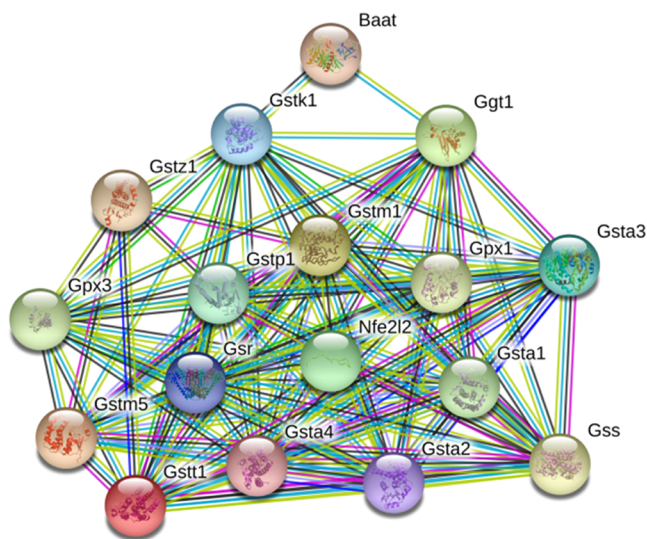 Baat
Gstk1
Ggt1
Gstz1
Gstm1
Gsta3
Gstp1
Gpx1
Gpx3
Nfe2l2
Gsr
Gsta1
Gstm5
Gsta4
Gsta2
Gss
Gstt1